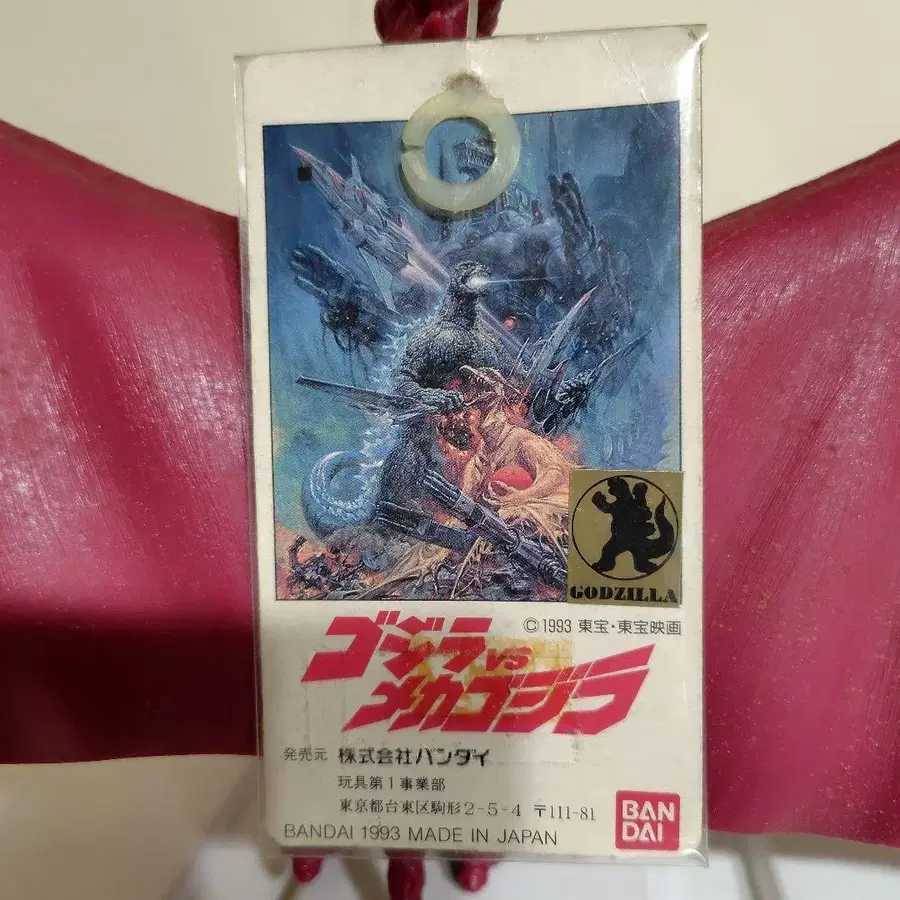 GODZILLA
©1993 東宝・東宝映画
ゴジラVS
メカゴジラ
発売元 株式会社バンダイ
玩具第1事業部
東京都台東区駒形2-5-4 〒111-81
BANDAI 1993 MADE IN JAPAN
BAN
DAI